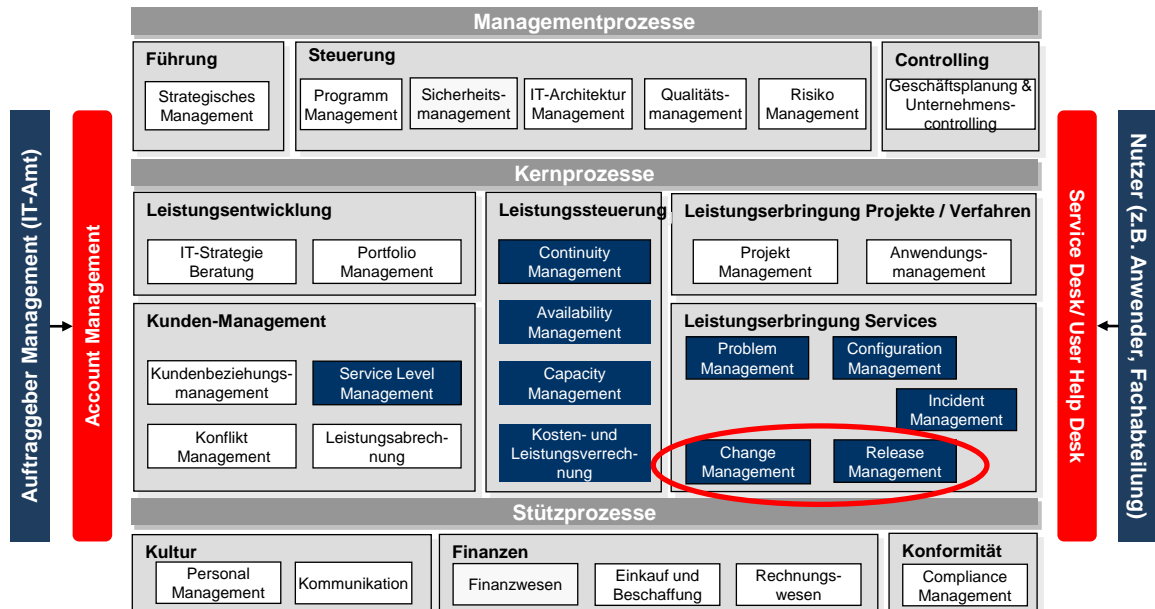 Managementprozesse
Führung
Strategisches
Management
Steuerung
Programm
Management
Sicherheits-
management
IT-Architektur
Management
Qualitäts-
management
Risiko
Management
Controlling
Geschäftsplanung &
Unternehmens-
controlling
Auftraggeber Management (IT-Amt)
Account Management
Kernprozesse
Leistungsentwicklung
IT-Strategie
Beratung
Portfolio
Management
Kunden-Management
Kundenbeziehungs-
management
Service Level
Management
Konflikt
Management
Leistungsabrech-
nung
Leistungssteuerung
Continuity
Management
Availability
Management
Capacity
Management
Kosten- und
Leistungsverrech-
nung
Leistungserbringung Projekte / Verfahren
Projekt
Management
Anwendungs-
management
Leistungserbringung Services
Problem
Management
Configuration
Management
Incident
Management
Change
Management
Release
Management
Service Desk/ User Help Desk
Nutzer (z.B. Anwender, Fachabteilung)
Stützprozesse
Kultur
Personal
Management
Kommunikation
Finanzen
Finanzwesen
Einkauf und
Beschaffung
Rechnungs-
wesen
Konformität
Compliance
Management